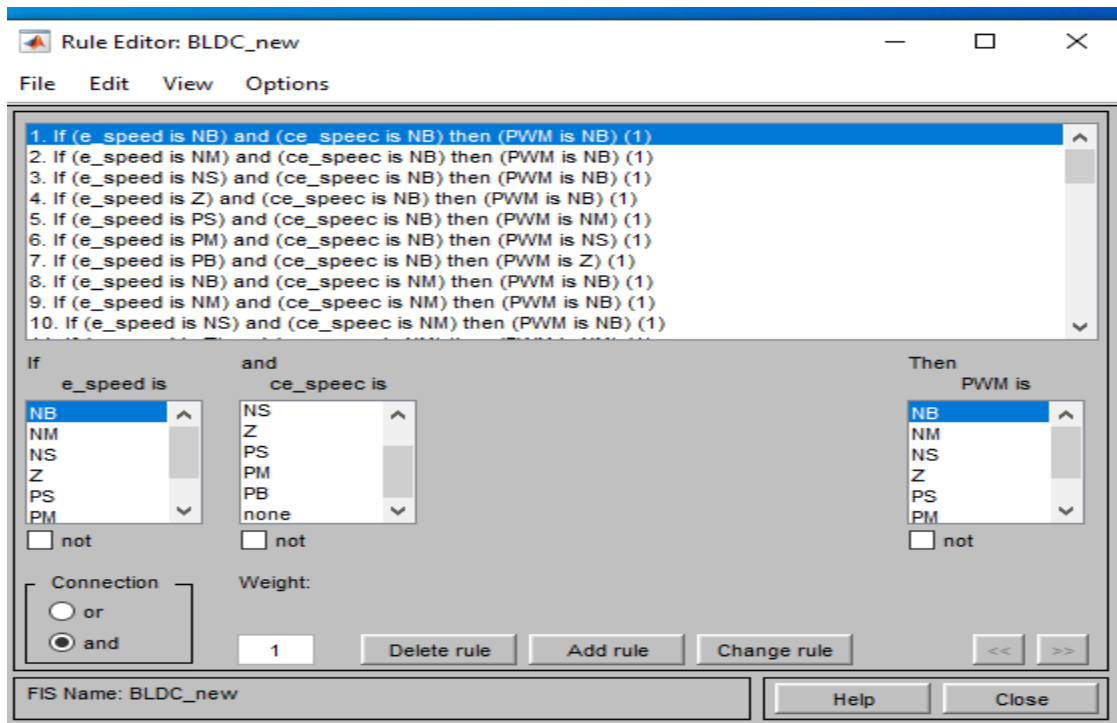 Rule Editor: BLDC_new
File Edit View Options
1. If (e_speed is NB) and (ce_speec is NB) then (PWM is NB) (1)
2. If (e_speed is NM) and (ce_speec is NB) then (PWM is NB) (1)
3. If (e_speed is NS) and (ce_speec is NB) then (PWM is NB) (1)
4. If (e_speed is Z) and (ce_speec is NB) then (PWM is NB) (1)
5. If (e_speed is PS) and (ce_speec is NB) then (PWM is NM) (1)
6. If (e_speed is PM) and (ce_speec is NB) then (PWM is NS) (1)
7. If (e_speed is PB) and (ce_speec is NB) then (PWM is Z) (1)
8. If (e_speed is NB) and (ce_speec is NM) then (PWM is NB) (1)
9. If (e_speed is NM) and (ce_speec is NM) then (PWM is NB) (1)
10. If (e_speed is NS) and (ce_speec is NM) then (PWM is NB) (1)
If
e_speed is
NB
NM
NS
Z
PS
PM
not
and
ce_speec is
NS
Z
PS
PM
PB
none
not
Then
PWM is
NB
NM
NS
Z
PS
PM
not
Connection
or
and
Weight:
1
Delete rule
Add rule
Change rule
<<
>>
FIS Name: BLDC_new
Help
Close